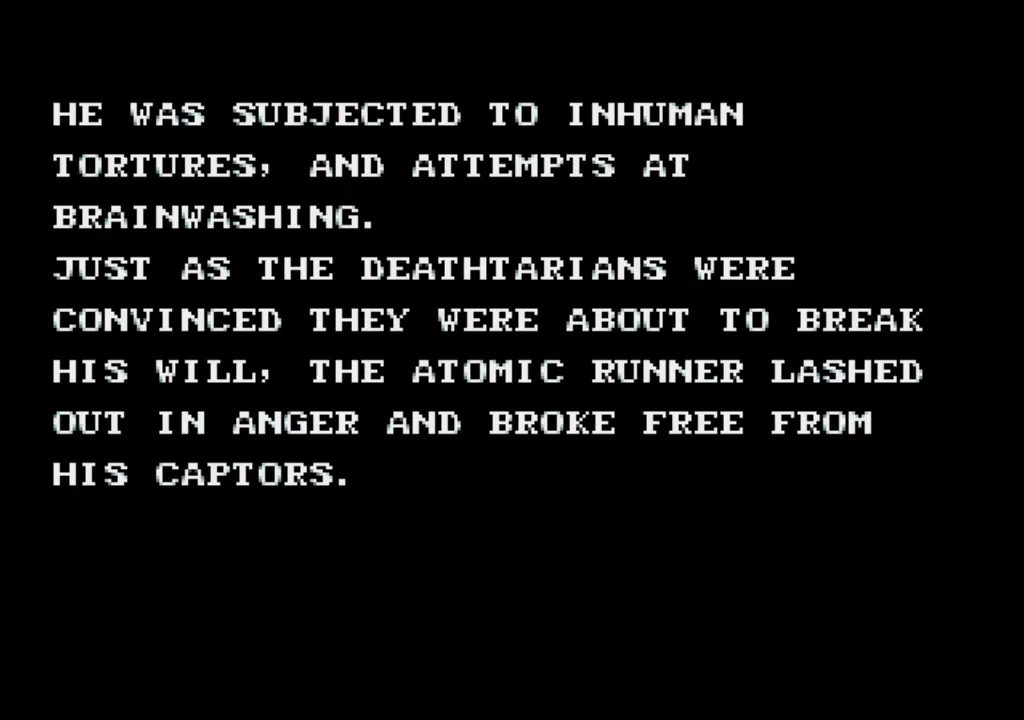 HE WAS SUBJECTED TO INHUMAN
TORTURES, AND ATTEMPTS AT
BRAINWASHING.
JUST AS THE DEATHTARIANS WERE
CONVINCED THEY WERE ABOUT TO BREAK
HIS WILL, THE ATOMIC RUNNER LASHED
OUT IN ANGER AND BROKE FREE FROM
HIS CAPTORS.